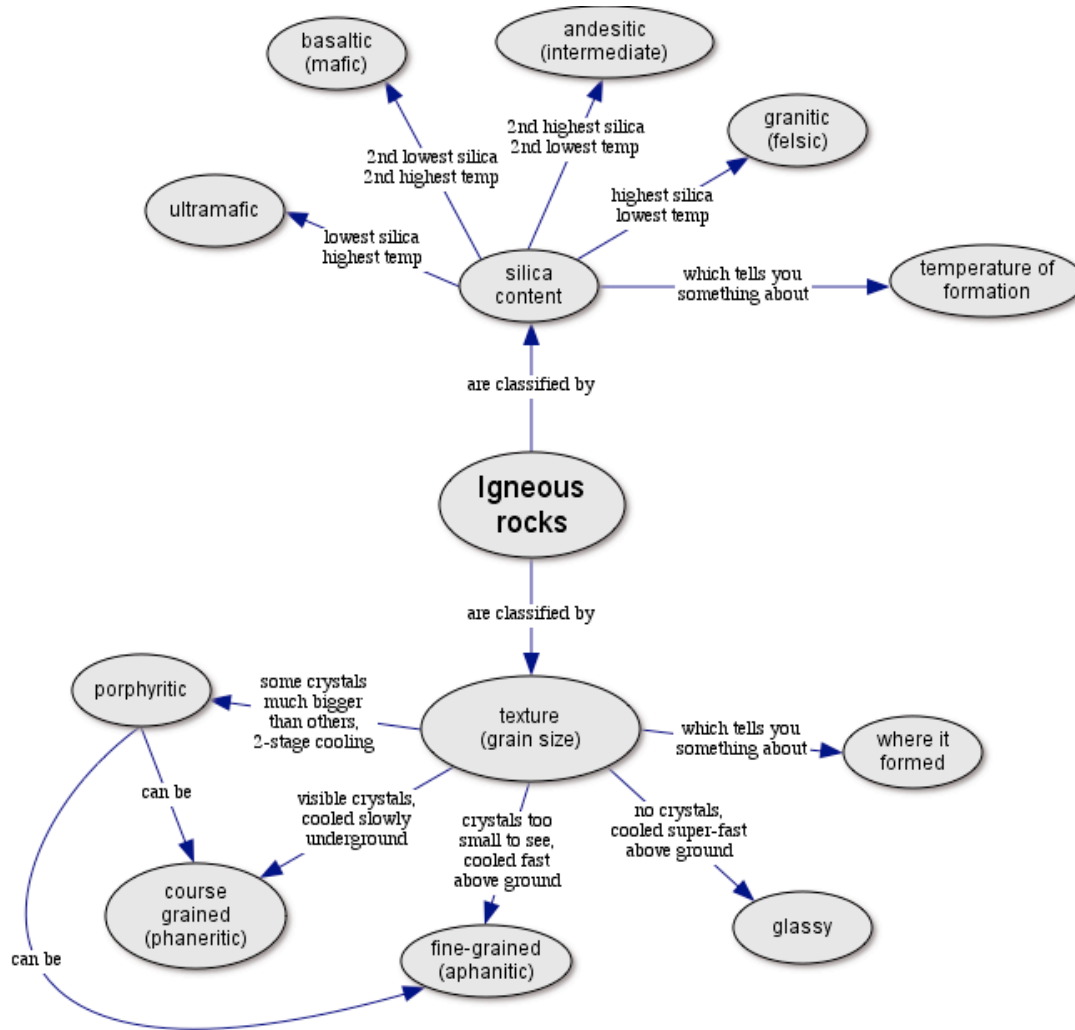 basaltic
(mafic)
andesitic
(intermediate)
granitic
(felsic)
ultramafic
2nd lowest silica
2nd highest temp
2nd highest silica
2nd lowest temp
highest silica
lowest temp
lowest silica
highest temp
silica
content
which tells you
something about
temperature of
formation
are classified by
Igneous
rocks
are classified by
porphyritic
some crystals
much bigger
than others,
2-stage cooling
texture
(grain size)
which tells you
something about
where it
formed
can be
visible crystals,
cooled slowly
underground
crystals too
small to see,
cooled fast
above ground
no crystals,
cooled super-fast
above ground
course
grained
(phaneritic)
can be
fine-grained
(aphanitic)
glassy